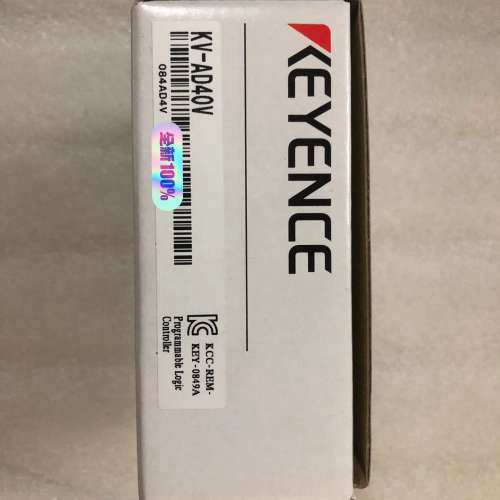 KEYENCE
KV-AD40V
084AD4V
全新100%
KCC-REM-
KEY-0849A
Programmable Logic
Controller